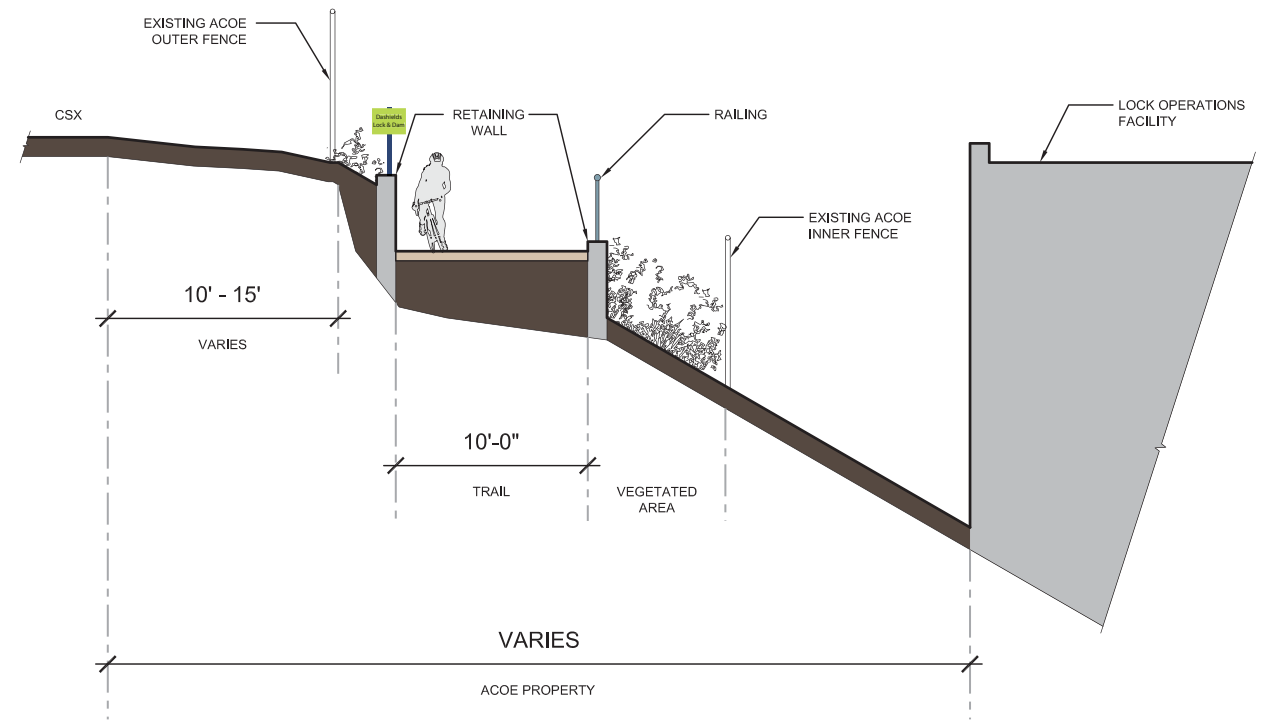 EXISTING ACOE
OUTER FENCE
CSX
Dashields
Lock & Dam
RETAINING
WALL
RAILING
LOCK OPERATIONS
FACILITY
EXISTING ACOE
INNER FENCE
10' - 15'
VARIES
10'-0"
TRAIL
VEGETATED
AREA
VARIES
ACOE PROPERTY